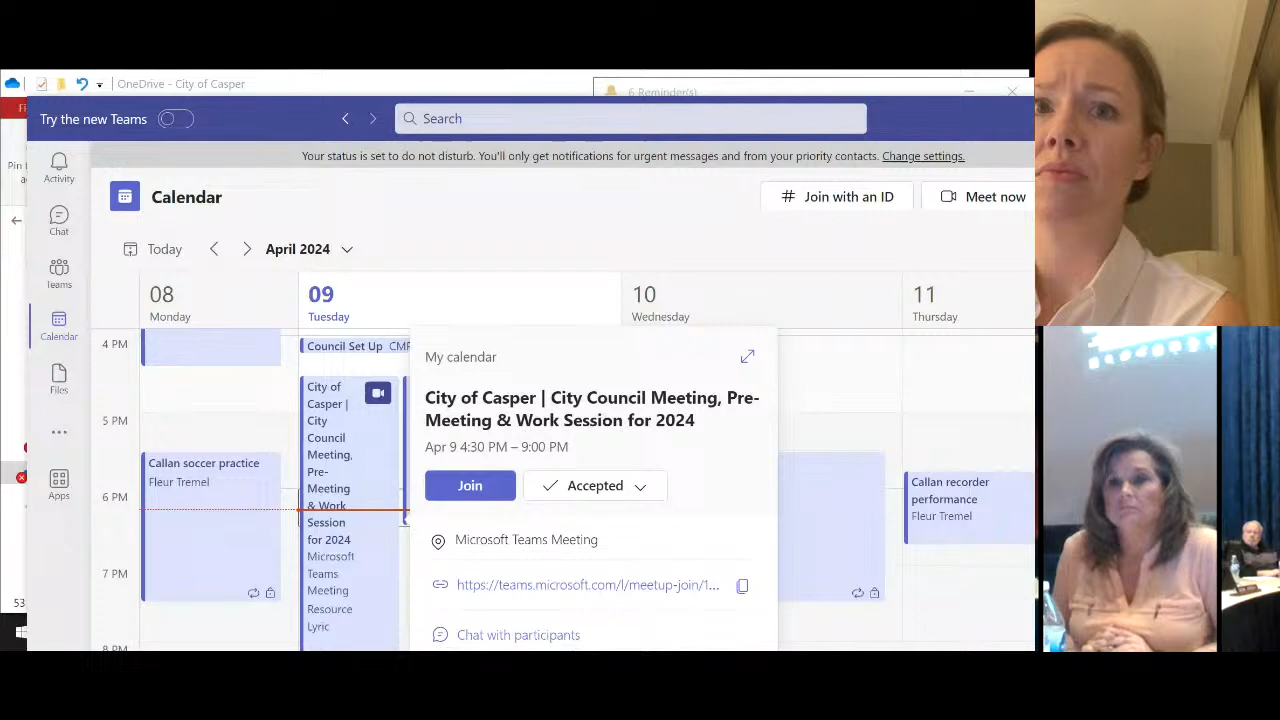 OneDrive - City of Casper
6 Reminder(s)
Try the new Teams
Search
Your status is set to do not disturb. You'll only get notifications for urgent messages and from your priority contacts. Change settings.
Activity
Chat
Teams
Calendar
Files
Apps
Calendar
Join with an ID
Meet now
Today
April 2024
08
Monday
09
Tuesday
10
Wednesday
11
Thursday
4 PM
5 PM
6 PM
7 PM
8 PM
Council Set Up
City of
Casper |
City
Council
Meeting,
Pre-
Meeting
& Work
Session
for 2024
Microsoft
Teams
Meeting
Resource
Lyric
Callan soccer practice
Fleur Tremel
My calendar
City of Casper | City Council Meeting, Pre-
Meeting & Work Session for 2024
Apr 9 4:30 PM – 9:00 PM
Join
Accepted
Microsoft Teams Meeting
https://teams.microsoft.com/l/meetup-join/1...
Chat with participants
Callan recorder
performance
Fleur Tremel
53